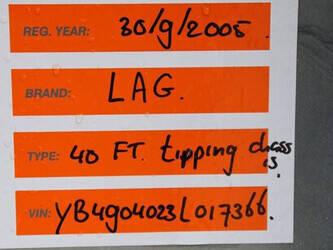 REG. YEAR: 30/9/2005.
BRAND: LAG.
TYPE: 40 FT. tipping chassis.
VIN: YB4904023L017366.